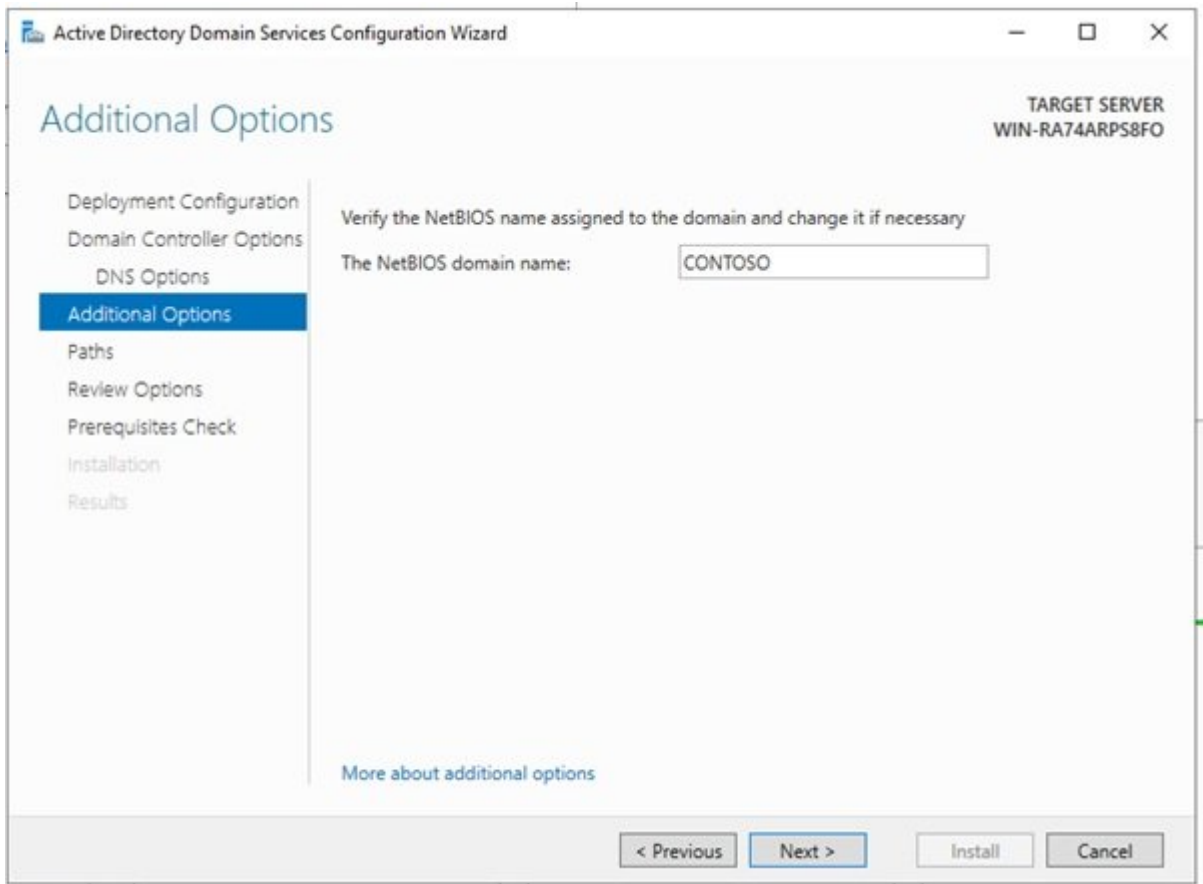 Active Directory Domain Services Configuration Wizard
Additional Options
TARGET SERVER
WIN-RA74ARPS8FO
Deployment Configuration
Domain Controller Options
DNS Options
Additional Options
Paths
Review Options
Prerequisites Check
Installation
Results
Verify the NetBIOS name assigned to the domain and change it if necessary
The NetBIOS domain name: CONTOSO
More about additional options
< Previous Next > Install Cancel